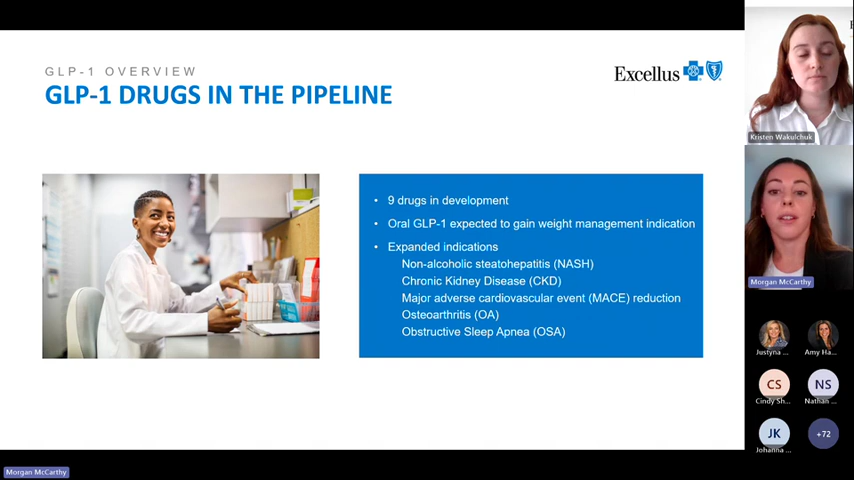 GLP-1 OVERVIEW
GLP-1 DRUGS IN THE PIPELINE
Excellus
• 9 drugs in development
• Oral GLP-1 expected to gain weight management indication
• Expanded indications
Non-alcoholic steatohepatitis (NASH)
Chronic Kidney Disease (CKD)
Major adverse cardiovascular event (MACE) reduction
Osteoarthritis (OA)
Obstructive Sleep Apnea (OSA)
Kristen Wakulchuk
Morgan McCarthy
Justyna ...
Amy Ha...
CS
NS
Cindy Sh...
Nathan ...
JK
+72
Johanna ...
Morgan McCarthy